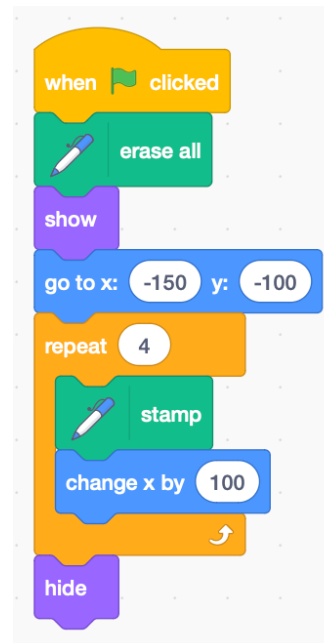 when clicked
erase all
show
go to x: -150 y: -100
repeat 4
stamp
change x by 100
hide